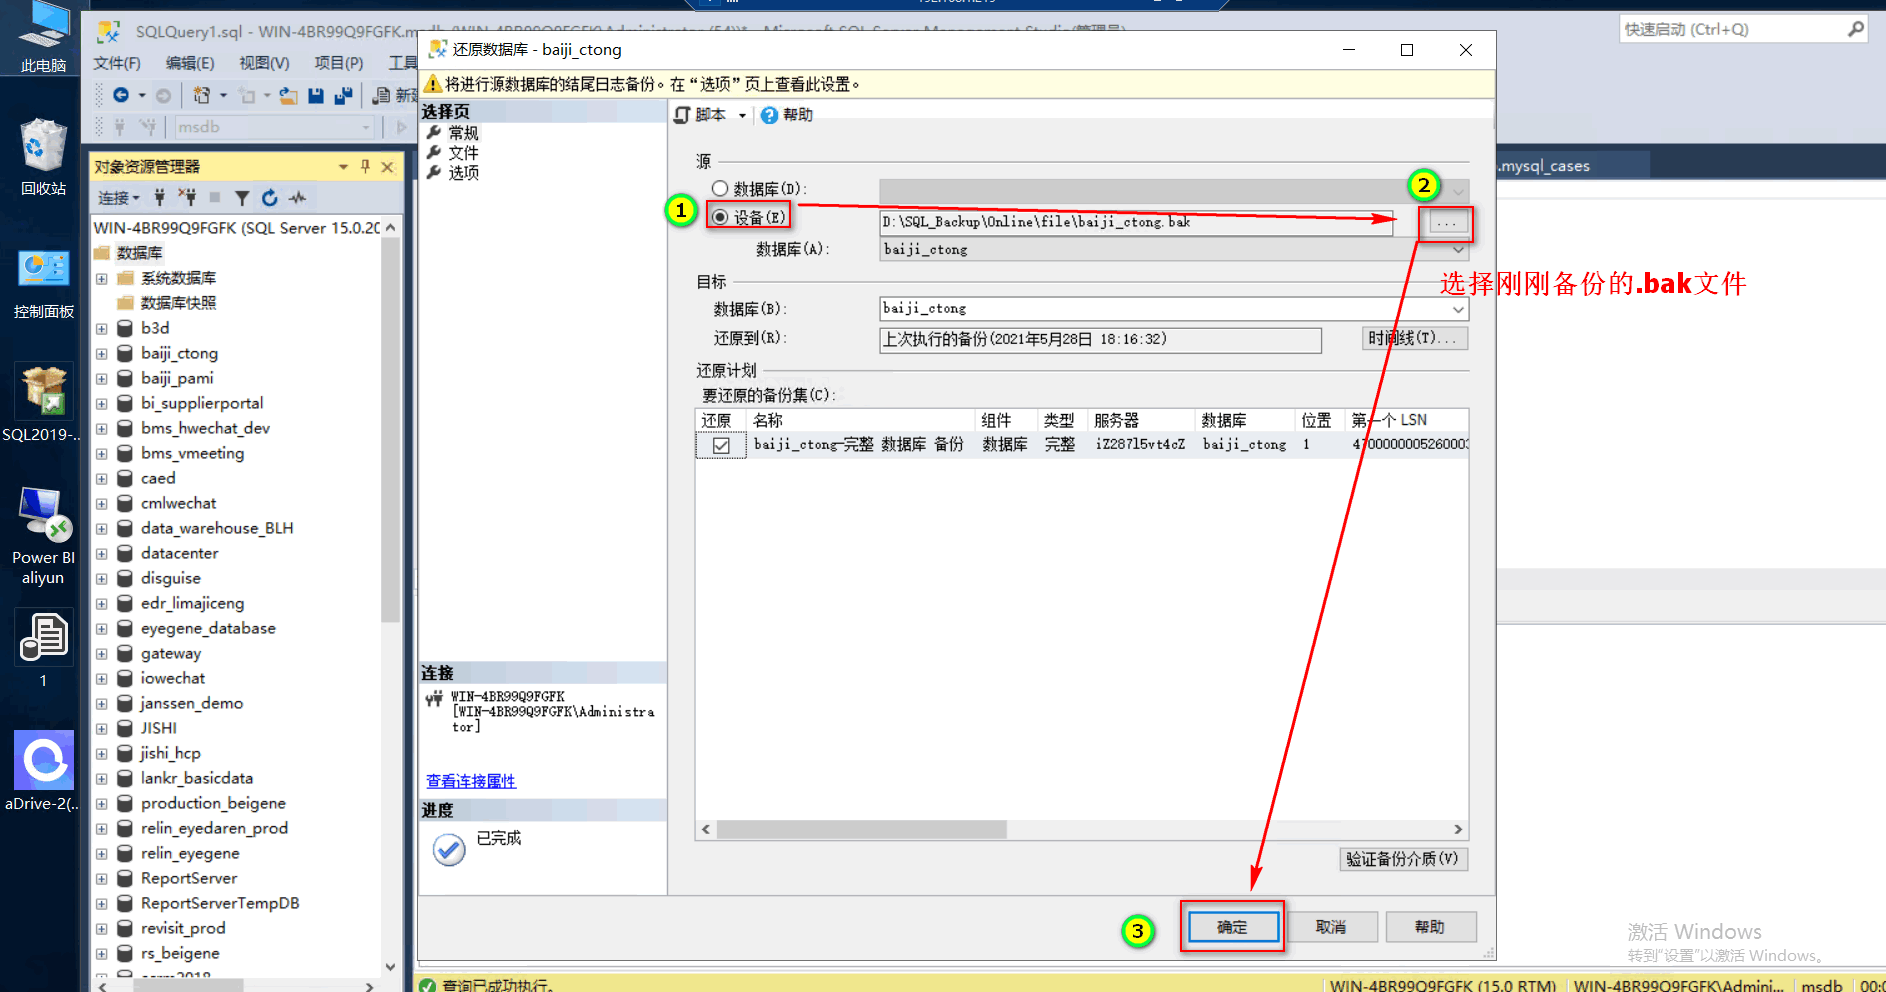 此电脑
回收站
控制面板
SQL2019-...
Power BI
aliyun
1
aDrive-2(...
文件(F)
编辑(E)
视图(V)
项目(P)
工具
快速启动 (Ctrl+Q)
msdb
对象资源管理器
连接
WIN-4BR99Q9FGFK (SQL Server 15.0.20
数据库
系统数据库
数据库快照
b3d
baiji_ctong
baiji_pami
bi_supplierportal
bms_hwechat_dev
bms_vmeeting
caed
cmlwechat
data_warehouse_BLH
datacenter
disguise
edr_limajiceng
eyegene_database
gateway
iowechat
janssen_demo
JISHI
jishi_hcp
lankr_basicdata
production_beigene
relin_eyedaren_prod
relin_eyegene
ReportServer
ReportServerTempDB
revisit_prod
rs_beigene
还原数据库 - baiji_ctong
将进行源数据库的结尾日志备份。在“选项”页上查看此设置。
选择页
常规
文件
选项
连接
WIN-4BR99Q9FGFK
[WIN-4BR99Q9FGFK\Administra
tor]
查看连接属性
进度
已完成
脚本
帮助
源
数据库(D):
1
设备(E)
D:\SQL_Backup\Online\file\baiji_ctong.bak
2
...
数据库(A):
baiji_ctong
选择刚刚备份的.bak文件
目标
数据库(B):
baiji_ctong
还原到(R):
上次执行的备份(2021年5月28日 18:16:32)
时间线(T)...
还原计划
要还原的备份集(C):
还原 名称 组件 类型 服务器 数据库 位置 第一个 LSN
baiji_ctong-完整 数据库 备份 数据库 完整 iZ287l5vt4cZ baiji_ctong 1
验证备份介质(V)
3
确定
取消
帮助
.mysql_cases
激活 Windows
转到“设置”以激活 Windows。
查询已成功执行。
WIN-4BR99Q9FGFK (15.0 RTM)
WIN-4BR99Q9FGFK\Admini...
msdb